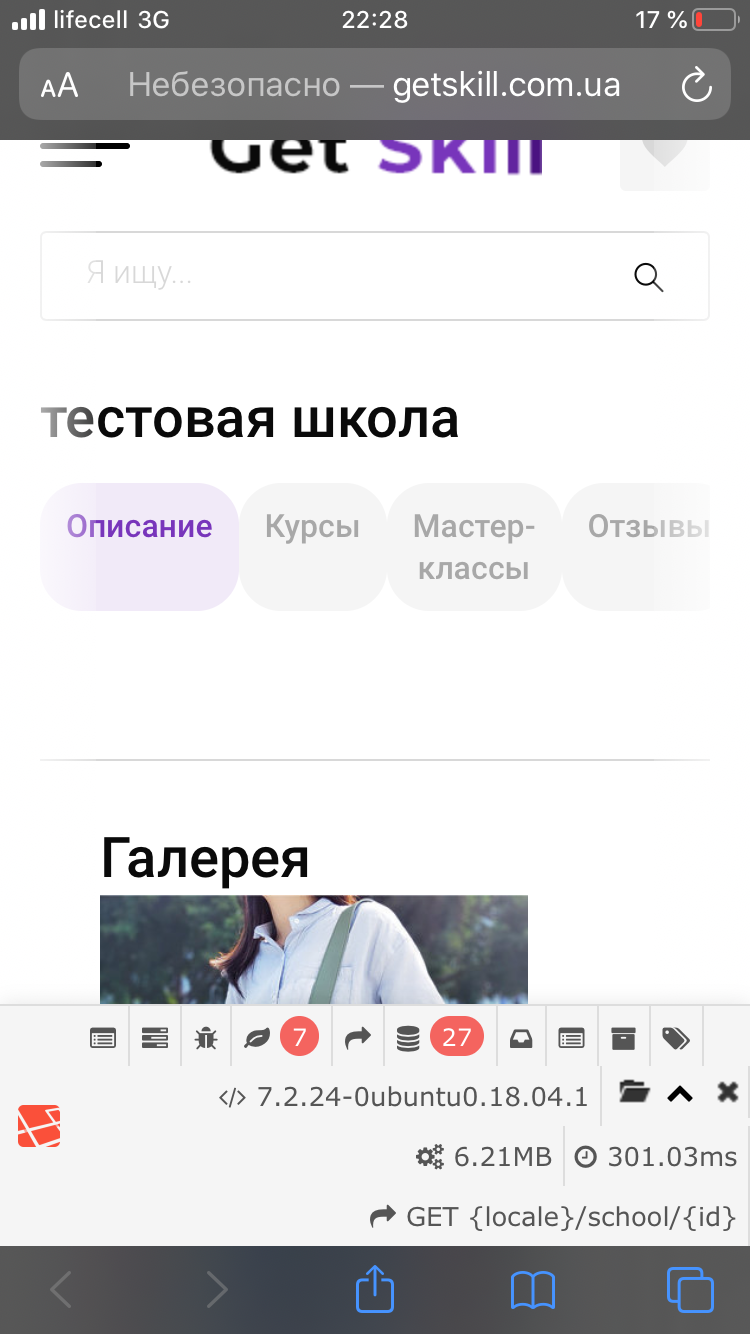 lifecell 3G 22:28 17 %
AA Небезопасно — getskill.com.ua
Get Skill
Я ищу...
тестовая школа
Описание Курсы Мастер-классы Отзывы
Галерея
7 27
</> 7.2.24-0ubuntu0.18.04.1
6.21MB 301.03ms
GET {locale}/school/{id}